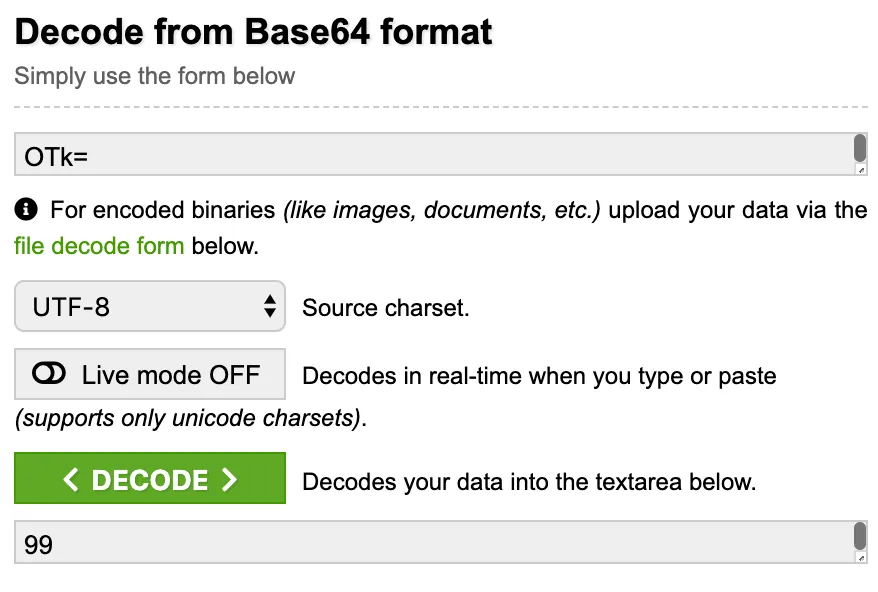 Decode from Base64 format
Simply use the form below
OTk=
For encoded binaries (like images, documents, etc.) upload your data via the
file decode form below.
UTF-8 Source charset.
Live mode OFF Decodes in real-time when you type or paste
(supports only unicode charsets).
< DECODE > Decodes your data into the textarea below.
99